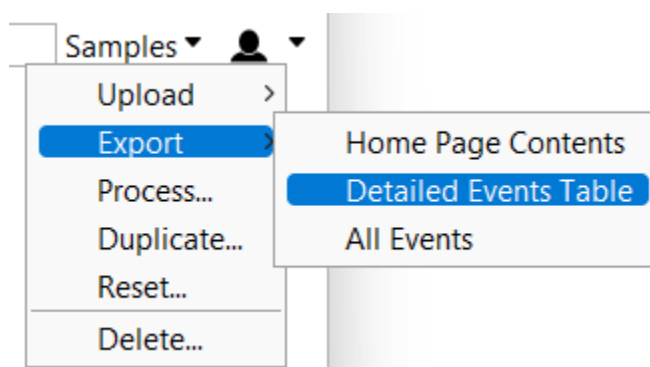 Samples
Upload
Export
Home Page Contents
Process...
Detailed Events Table
Duplicate...
All Events
Reset...
Delete...